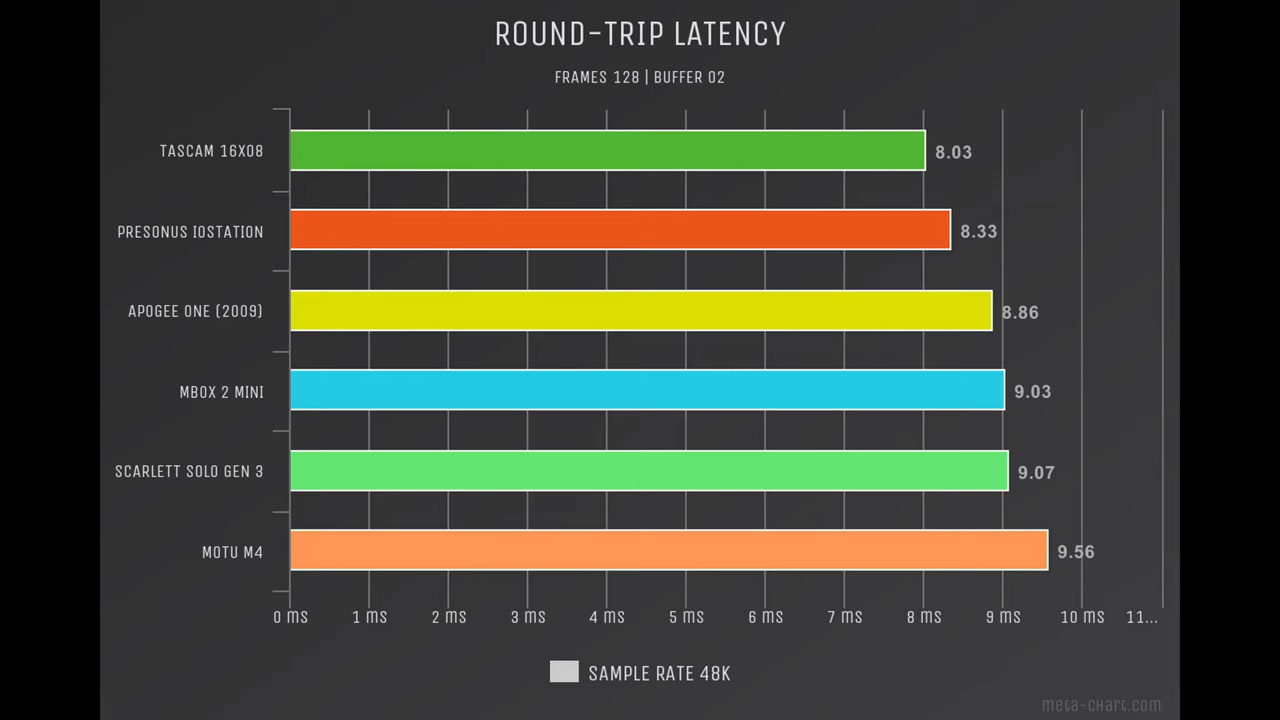 ROUND-TRIP LATENCY
FRAMES 128 | BUFFER 02
TASCAM 16X08
8.03
PRESONUS IOSTATION
8.33
APOGEE ONE (2009)
8.86
MBOX 2 MINI
9.03
SCARLETT SOLO GEN 3
9.07
MOTU M4
9.56
0 MS 1 MS 2 MS 3 MS 4 MS 5 MS 6 MS 7 MS 8 MS 9 MS 10 MS 11...
SAMPLE RATE 48K
meta-chart.com